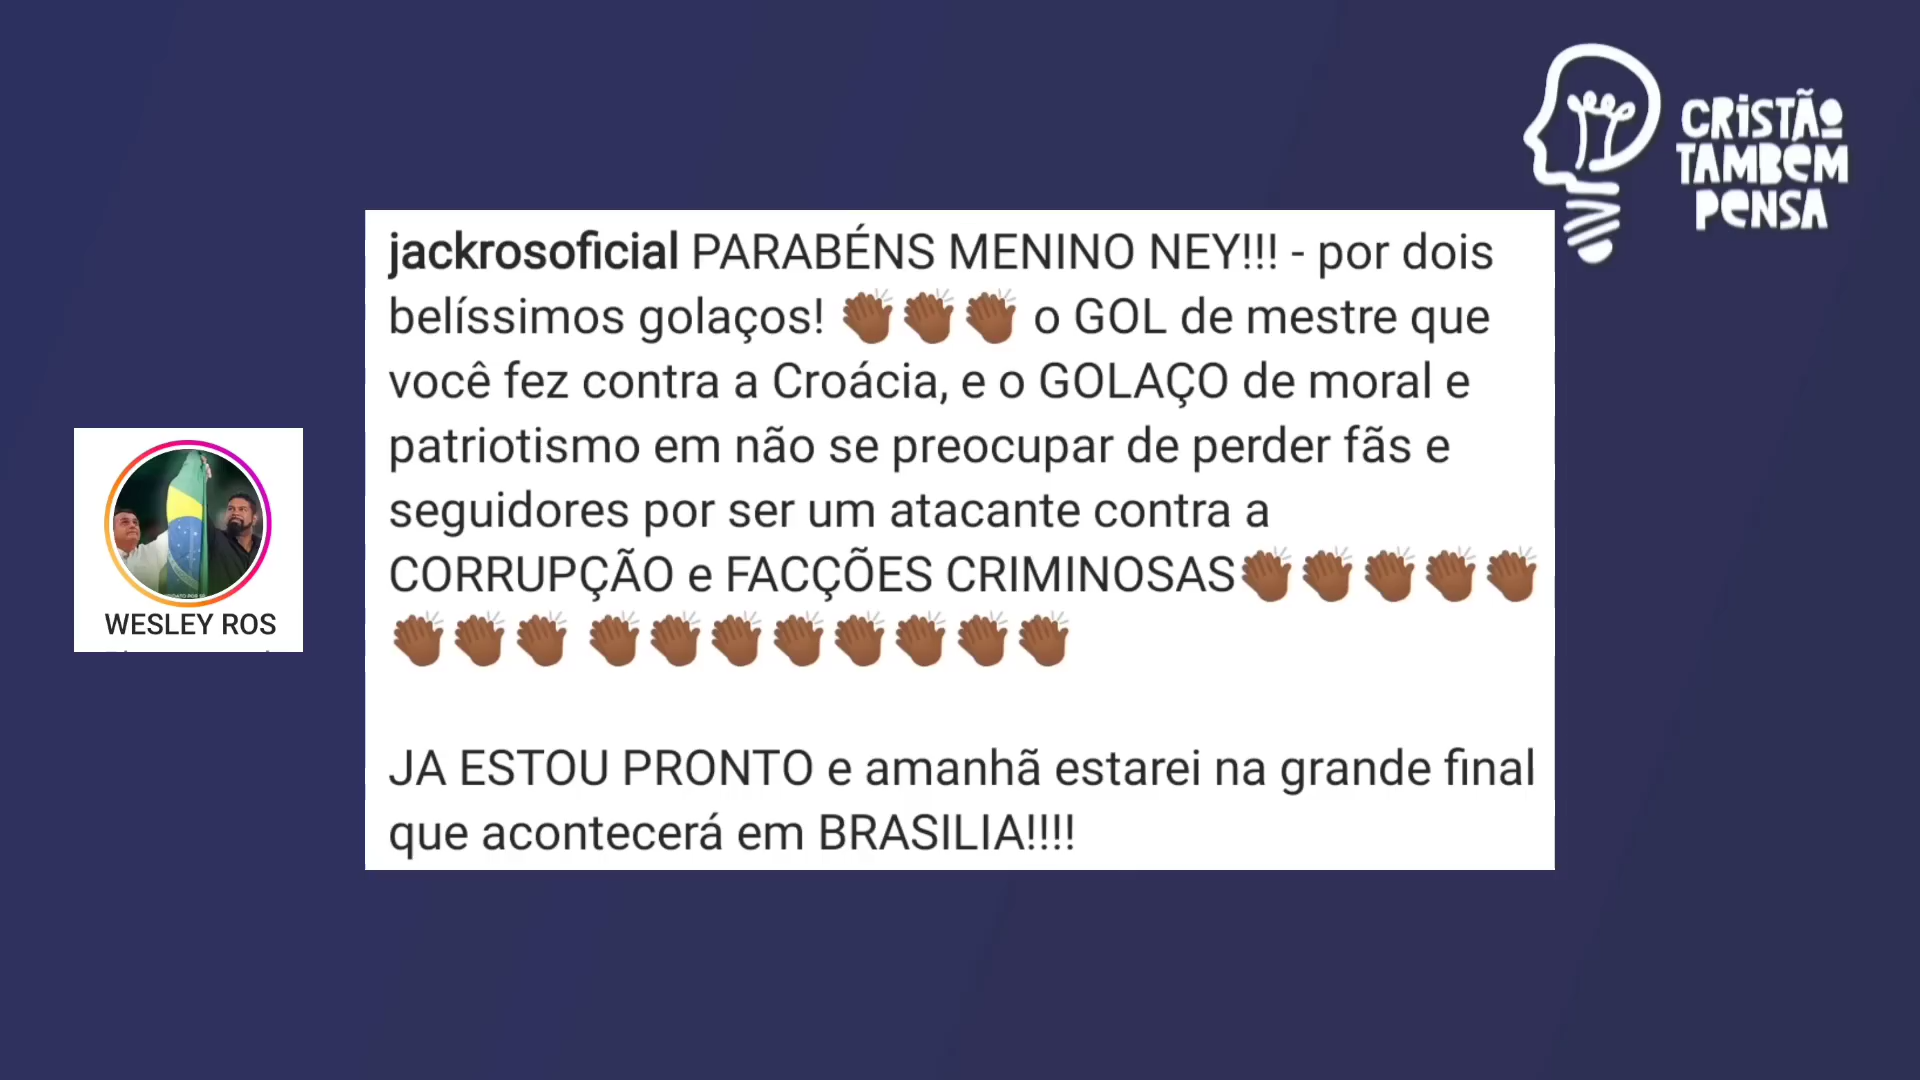 CRISTÃO
TAMBÉM
PENSA
jackrosoficial PARABÉNS MENINO NEY!!! - por dois
belíssimos golaços! 👏🏾👏🏾👏🏾 o GOL de mestre que
você fez contra a Croácia, e o GOLAÇO de moral e
patriotismo em não se preocupar de perder fãs e
seguidores por ser um atacante contra a
CORRUPÇÃO e FACÇÕES CRIMINOSAS👏🏾👏🏾👏🏾👏🏾👏🏾
👏🏾👏🏾👏🏾 👏🏾👏🏾👏🏾👏🏾👏🏾👏🏾👏🏾👏🏾
JA ESTOU PRONTO e amanhã estarei na grande final
que acontecerá em BRASILIA!!!!
WESLEY ROS